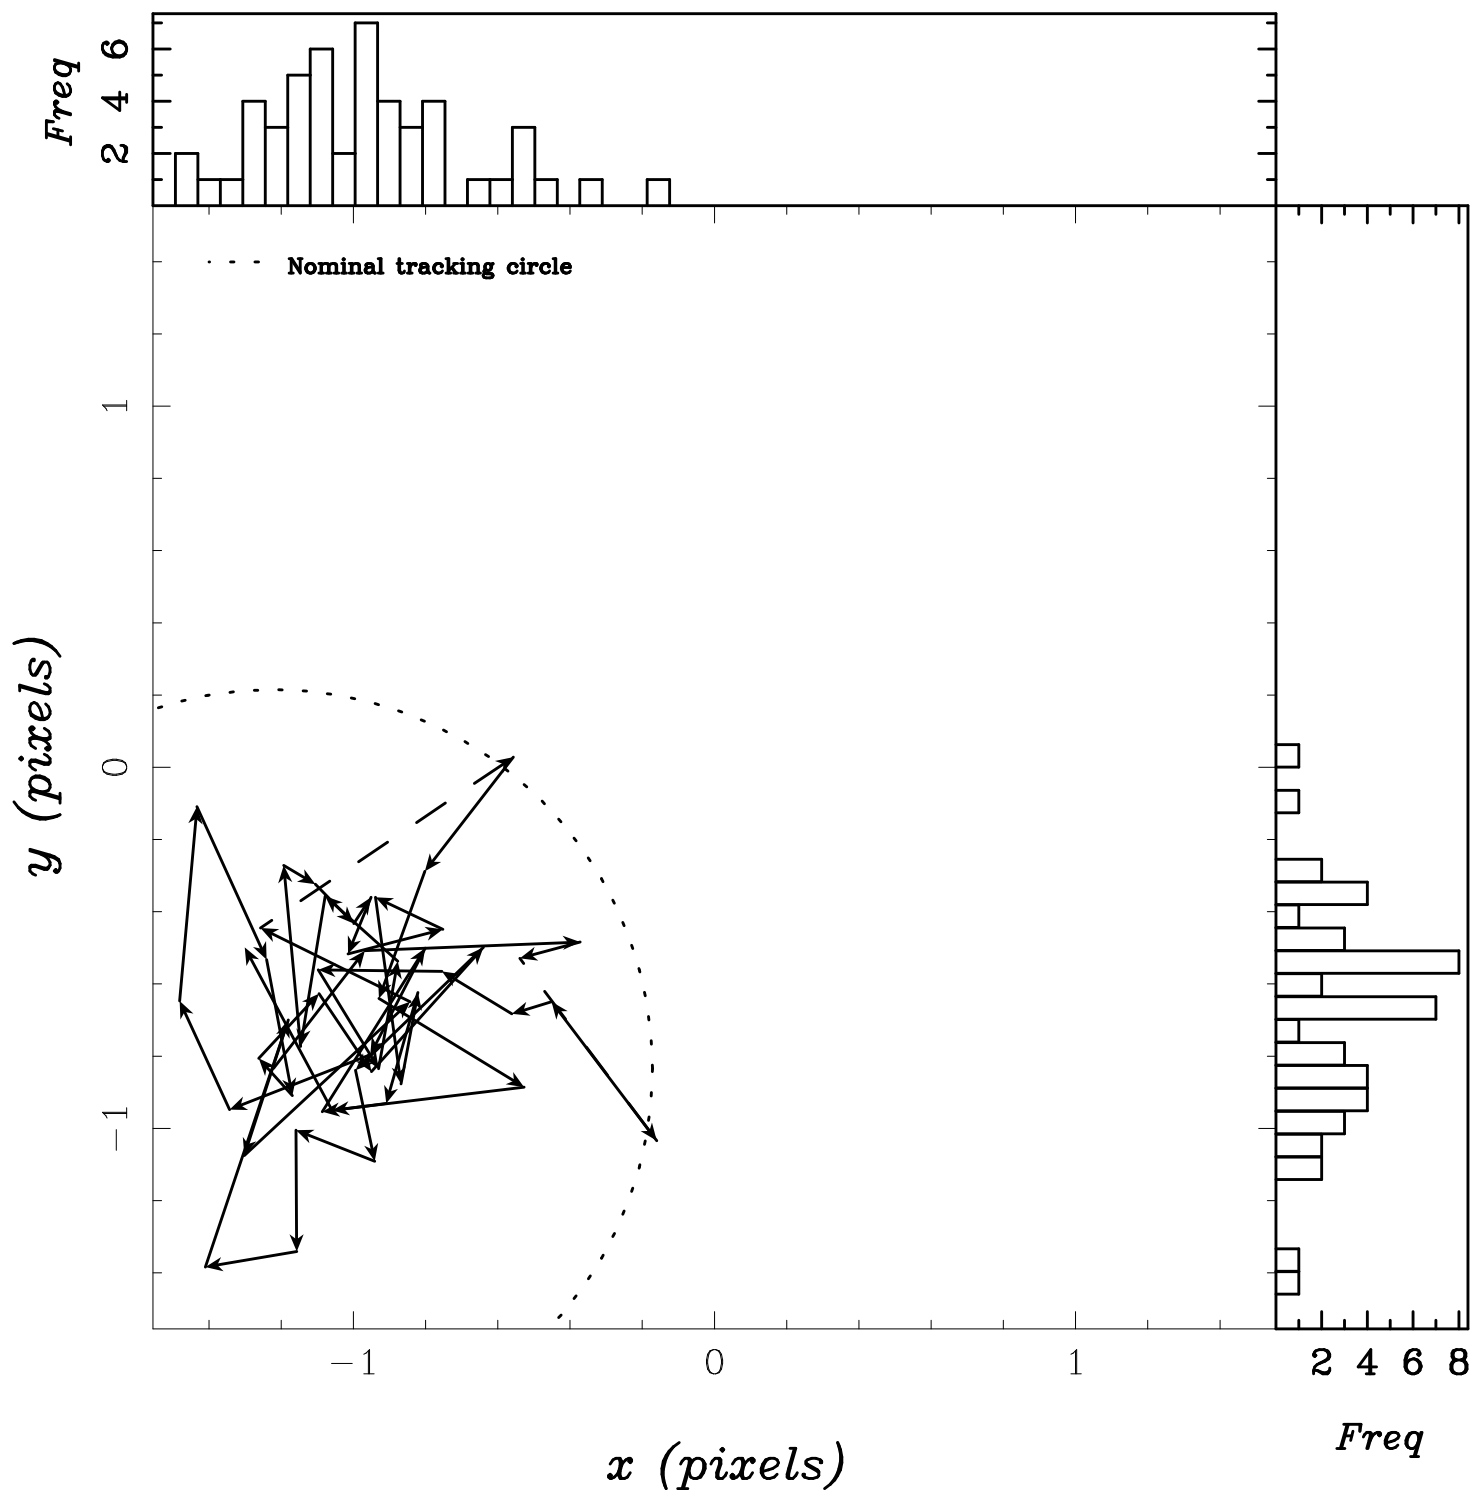 Freq
6
4
2
Nominal tracking circle
1
0
−1
y (pixels)
−1 0 1
2 4 6 8
Freq
x (pixels)